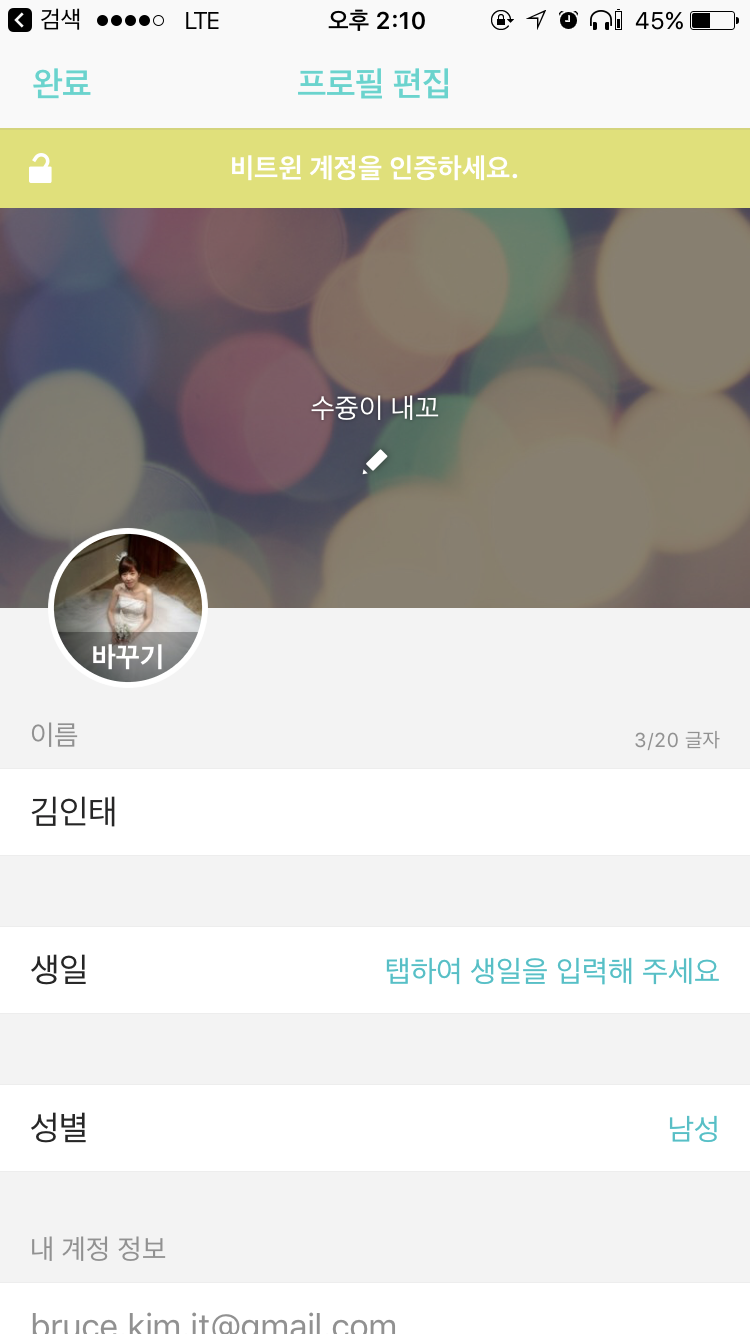 검색 LTE 오후 2:10 45%
완료 프로필 편집
비트윈 계정을 인증하세요.
수즁이 내꼬
바꾸기
이름 3/20 글자
김인태
생일 탭하여 생일을 입력해 주세요
성별 남성
내 계정 정보
bruce.kim.it@gmail.com